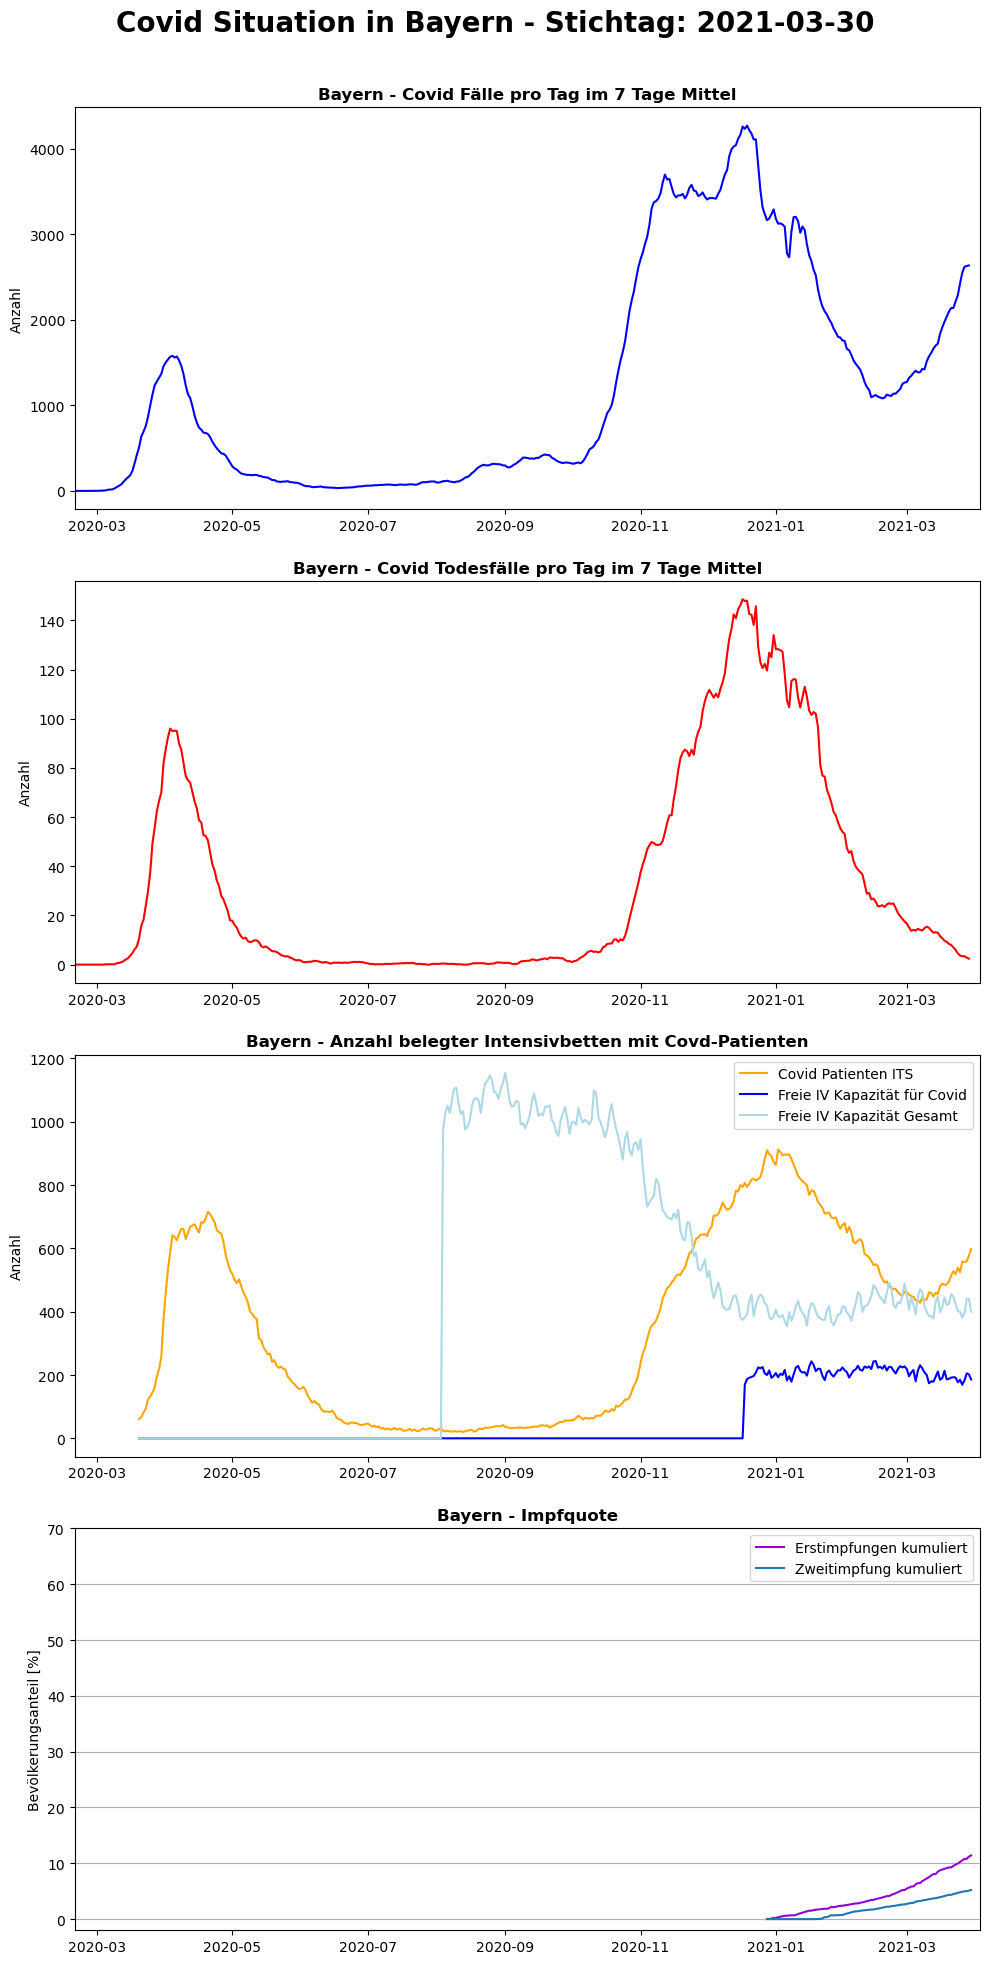 Covid Situation in Bayern - Stichtag: 2021-03-30
Bayern - Covid Fälle pro Tag im 7 Tage Mittel
Anzahl
4000
3000
2000
1000
0
2020-03 2020-05 2020-07 2020-09 2020-11 2021-01 2021-03
Bayern - Covid Todesfälle pro Tag im 7 Tage Mittel
Anzahl
140
120
100
80
60
40
20
0
2020-03 2020-05 2020-07 2020-09 2020-11 2021-01 2021-03
Bayern - Anzahl belegter Intensivbetten mit Covd-Patienten
Anzahl
1200
1000
800
600
400
200
0
Covid Patienten ITS
Freie IV Kapazität für Covid
Freie IV Kapazität Gesamt
2020-03 2020-05 2020-07 2020-09 2020-11 2021-01 2021-03
Bayern - Impfquote
Bevölkerungsanteil [%]
70
60
50
40
30
20
10
0
Erstimpfungen kumuliert
Zweitimpfung kumuliert
2020-03 2020-05 2020-07 2020-09 2020-11 2021-01 2021-03